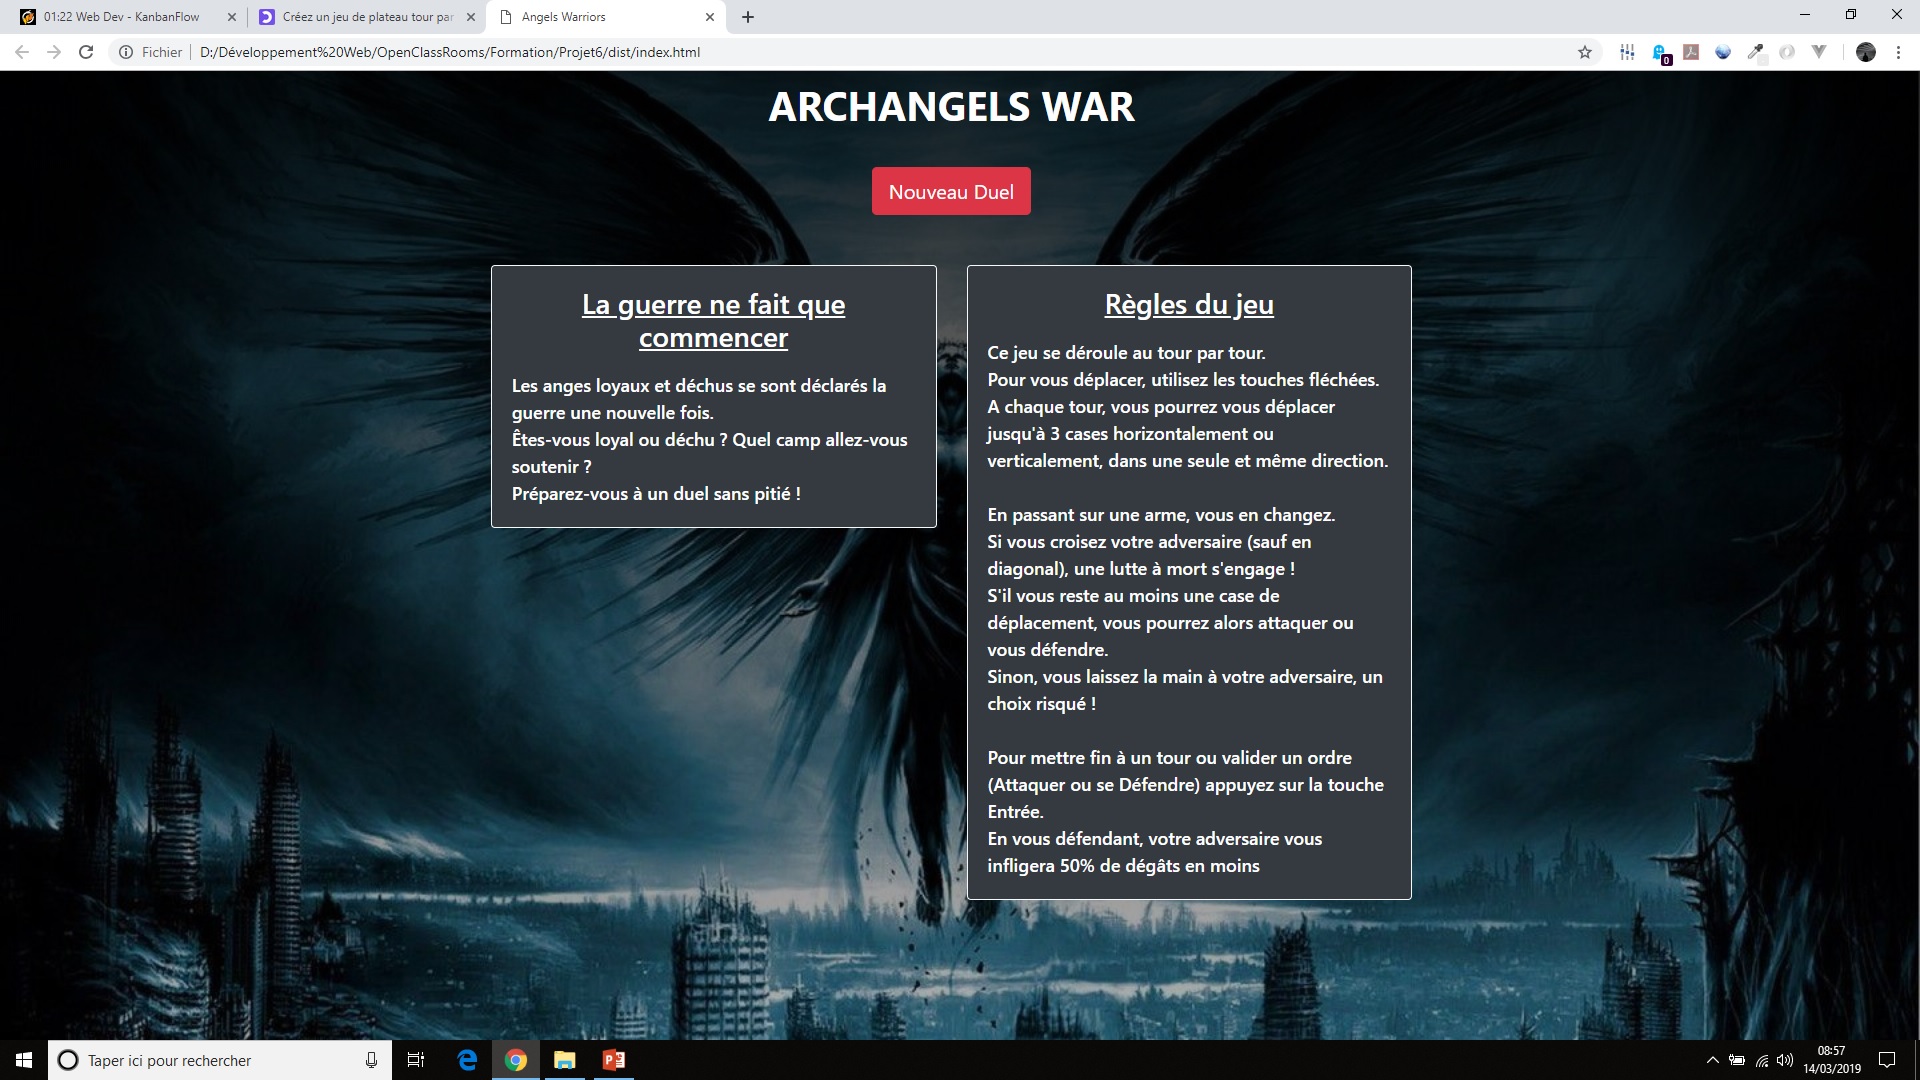 01:22 Web Dev - KanbanFlow
Créez un jeu de plateau tour par
Angels Warriors
Fichier
D:/Développement%20Web/OpenClassRooms/Formation/Projet6/dist/index.html
0
ARCHANGELS WAR
Nouveau Duel
La guerre ne fait que
commencer
Les anges loyaux et déchus se sont déclarés la
guerre une nouvelle fois.
Êtes-vous loyal ou déchu ? Quel camp allez-vous
soutenir ?
Préparez-vous à un duel sans pitié !
Règles du jeu
Ce jeu se déroule au tour par tour.
Pour vous déplacer, utilisez les touches fléchées.
A chaque tour, vous pourrez vous déplacer
jusqu'à 3 cases horizontalement ou
verticalement, dans une seule et même direction.
En passant sur une arme, vous en changez.
Si vous croisez votre adversaire (sauf en
diagonal), une lutte à mort s'engage !
S'il vous reste au moins une case de
déplacement, vous pourrez alors attaquer ou
vous défendre.
Sinon, vous laissez la main à votre adversaire, un
choix risqué !
Pour mettre fin à un tour ou valider un ordre
(Attaquer ou se Défendre) appuyez sur la touche
Entrée.
En vous défendant, votre adversaire vous
infligera 50% de dégâts en moins
Taper ici pour rechercher
08:57
14/03/2019